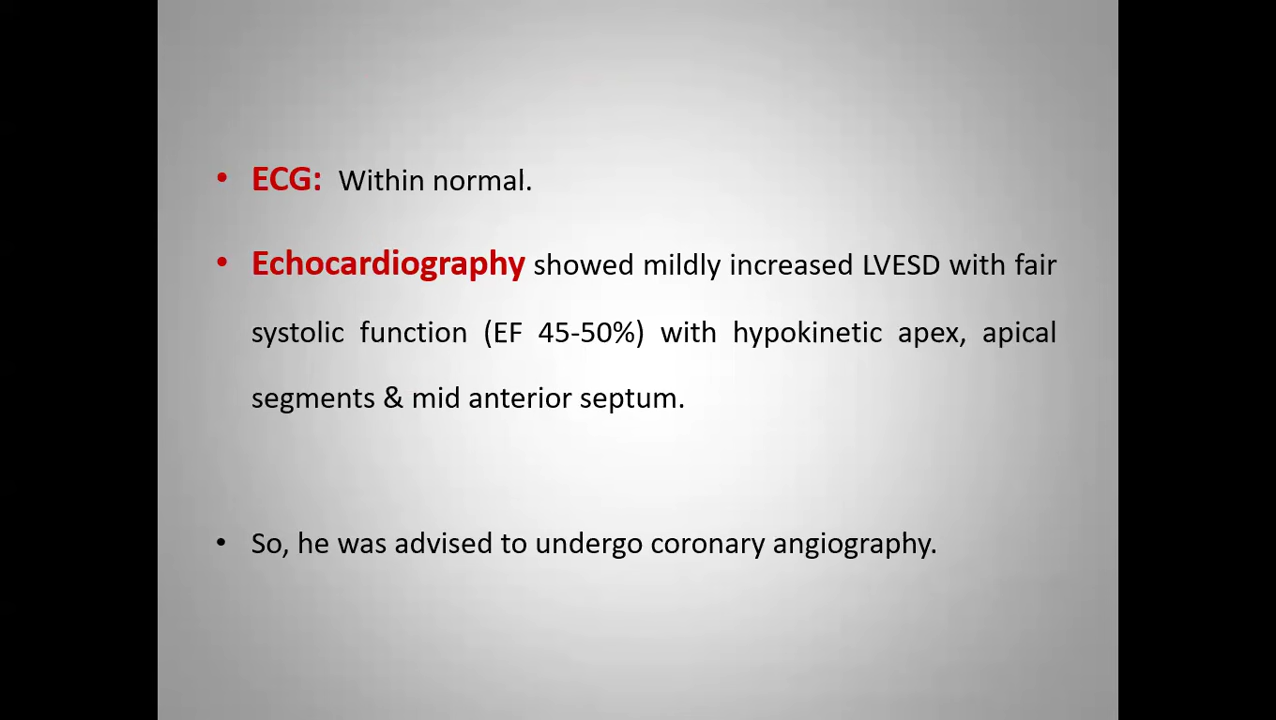 • ECG: Within normal.
• Echocardiography showed mildly increased LVESD with fair
systolic function (EF 45-50%) with hypokinetic apex, apical
segments & mid anterior septum.
• So, he was advised to undergo coronary angiography.